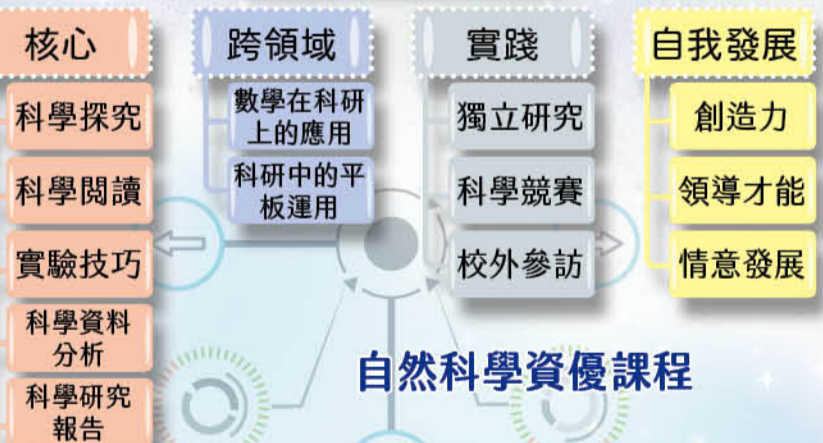 核心
科學探究
科學閱讀
實驗技巧
科學資料
分析
科學研究
報告
跨領域
數學在科研
上的應用
科研中的平
板運用
實踐
獨立研究
科學競賽
校外參訪
自我發展
創造力
領導才能
情意發展
自然科學資優課程